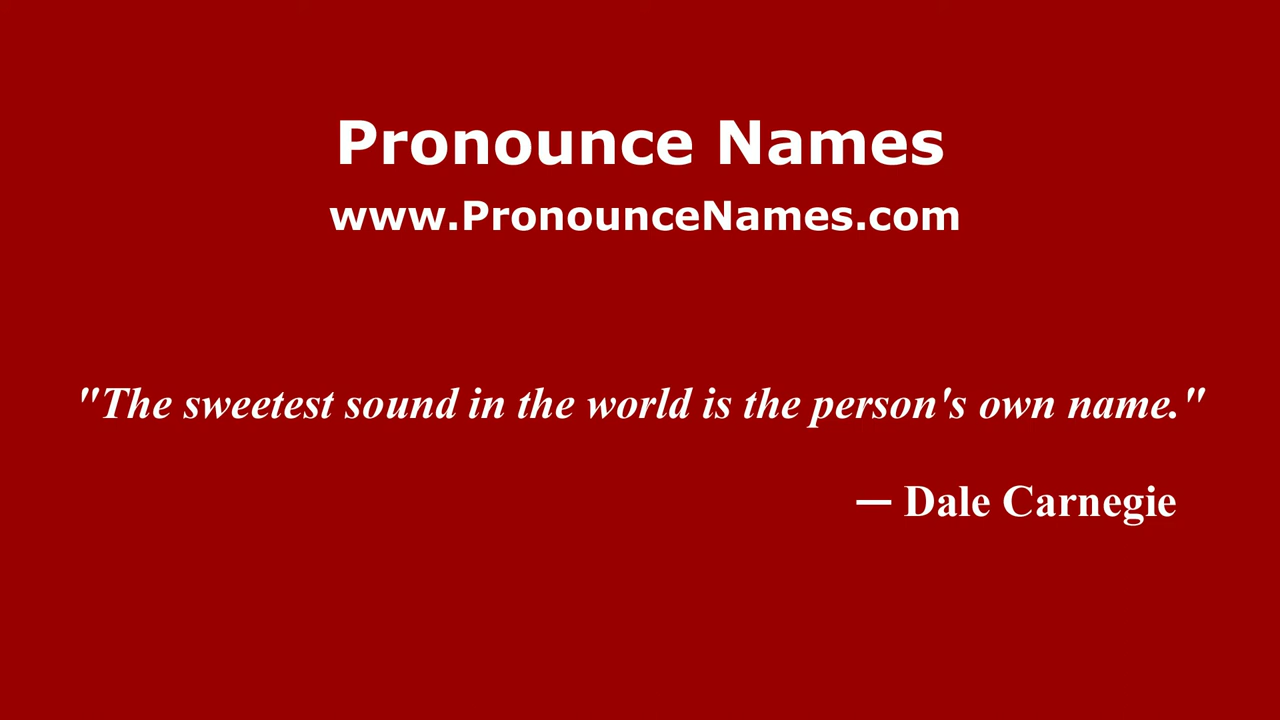 Pronounce Names
www.PronounceNames.com
"The sweetest sound in the world is the person's own name."
— Dale Carnegie